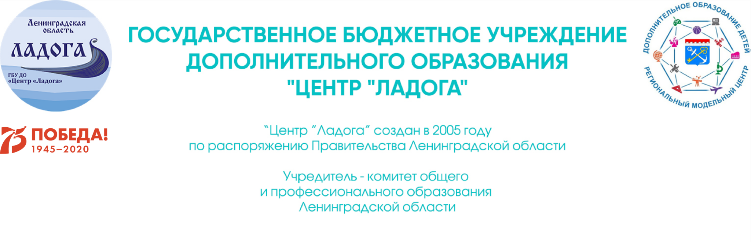 Ленинградская
область
ЛАДОГА
ГБУ ДО
«Центр «Ладога»
75 ПОБЕДА!
1945–2020
ГОСУДАРСТВЕННОЕ БЮДЖЕТНОЕ УЧРЕЖДЕНИЕ
ДОПОЛНИТЕЛЬНОГО ОБРАЗОВАНИЯ
"ЦЕНТР "ЛАДОГА"
"Центр "Ладога" создан в 2005 году
по распоряжению Правительства Ленинградской области
Учредитель - комитет общего
и профессионального образования
Ленинградской области
ДОПОЛНИТЕЛЬНОЕ ОБРАЗОВАНИЕ ДЕТЕЙ
РЕГИОНАЛЬНЫЙ МОДЕЛЬНЫЙ ЦЕНТР